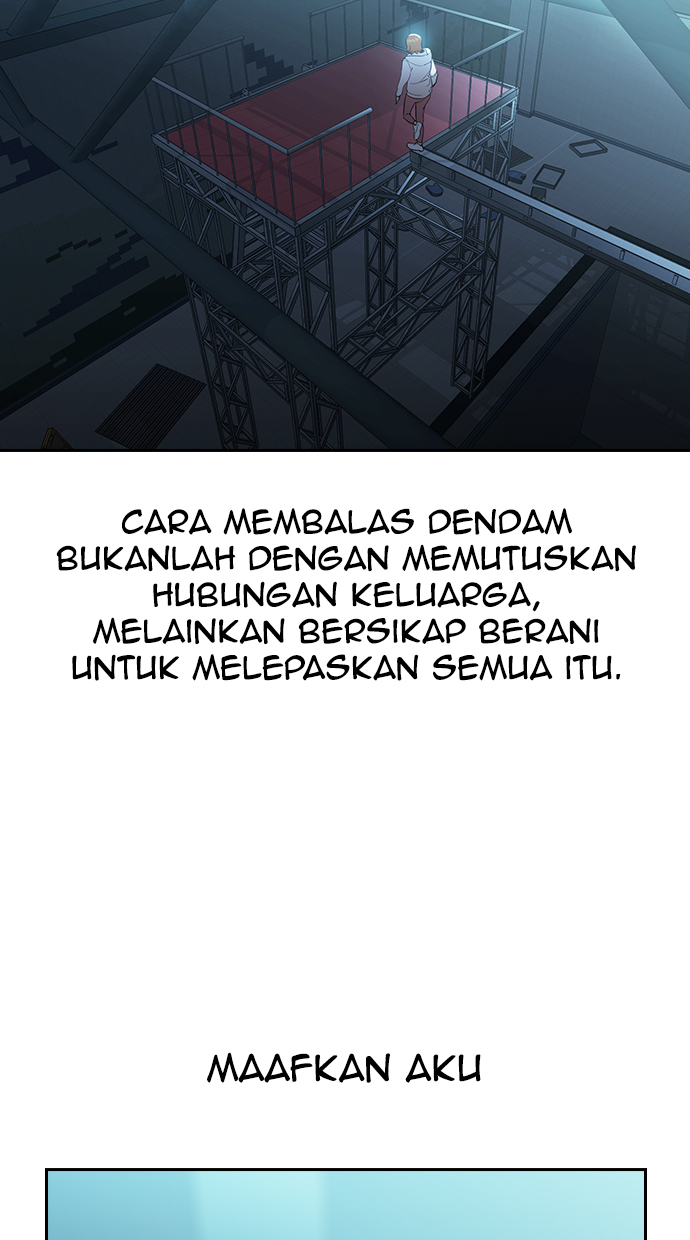 CARA MEMBALAS DENDAM
BUKANLAH DENGAN MEMUTUSKAN
HUBUNGAN KELUARGA,
MELAINKAN BERSIKAP BERANI
UNTUK MELEPASKAN SEMUA ITU.
MAAFKAN AKU